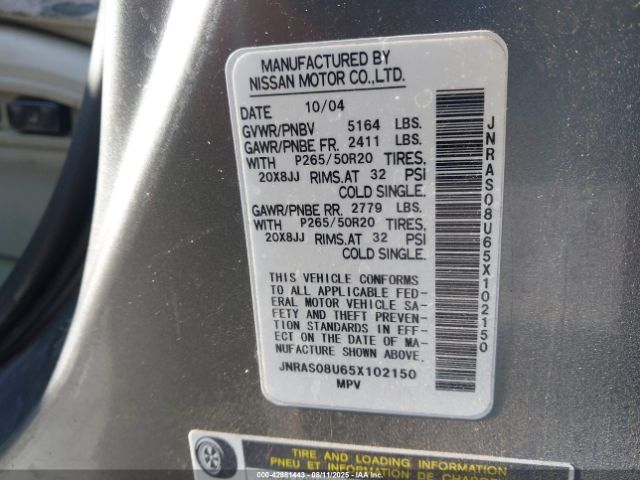 MANUFACTURED BY
NISSAN MOTOR CO.,LTD.
DATE 10/04
GVWR/PNBV 5164 LBS.
GAWR/PNBE FR. 2411 LBS.
WITH P265/50R20 TIRES.
20X8JJ RIMS.AT 32 PSI
COLD SINGLE.
GAWR/PNBE RR. 2779 LBS.
WITH P265/50R20 TIRES.
20X8JJ RIMS.AT 32 PSI
COLD SINGLE.
THIS VEHICLE CONFORMS
TO ALL APPLICABLE FED-
ERAL MOTOR VEHICLE SA-
FETY AND THEFT PREVEN-
TION STANDARDS IN EFF-
ECT ON THE DATE OF MA-
NUFACTURE SHOWN ABOVE.
JNRAS08U65X102150
MPV
JNRAS08U65X102150
TIRE AND LOADING INFORMATION
PNEU ET INFORMATION DE CHARGEMENT
000-42881443 - 08/11/2025 - IAAI.com